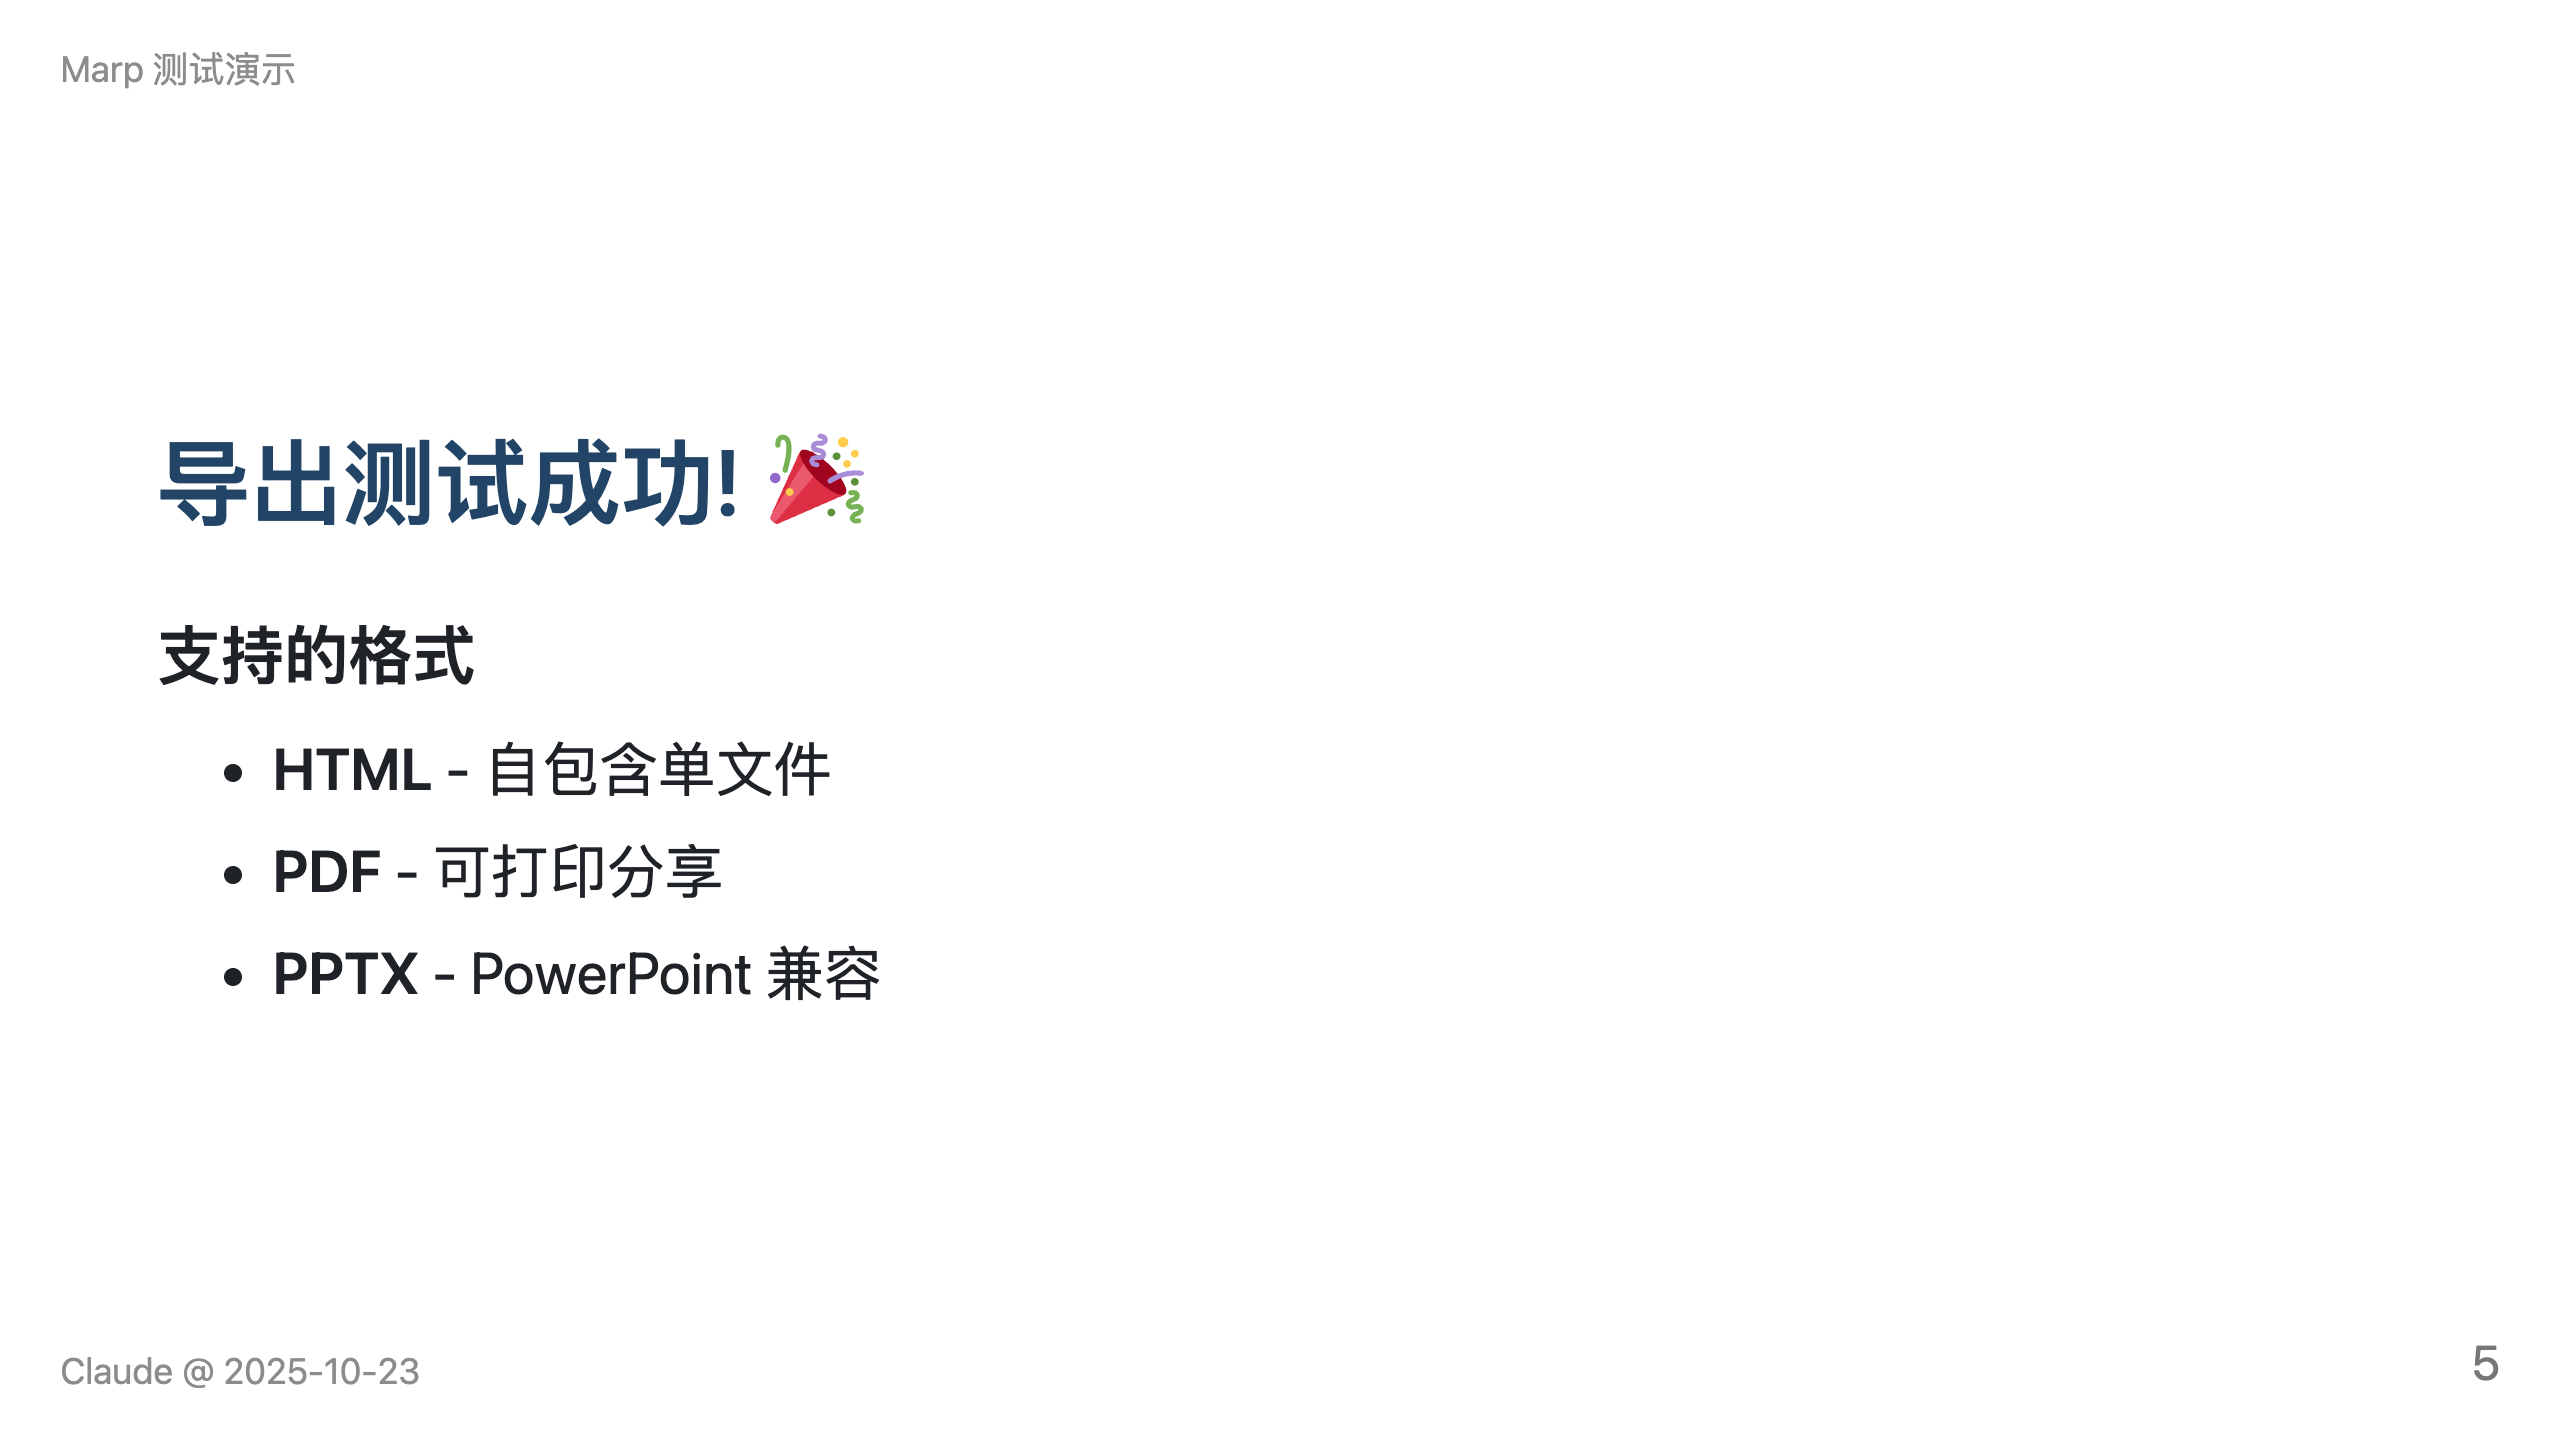 Marp 测试演示
导出测试成功! 🎉
支持的格式
• HTML - 自包含单文件
• PDF - 可打印分享
• PPTX - PowerPoint 兼容
Claude @ 2025-10-23
5